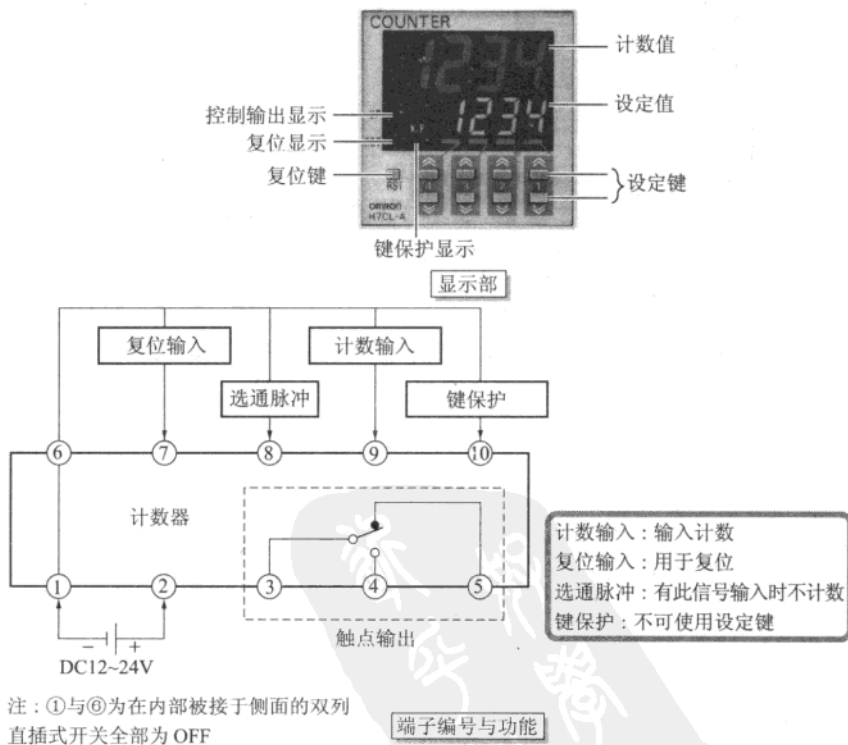 COUNTER
1234
计数值
1234
设定值
控制输出显示
K.P
复位显示
复位键
RST
4 3 2 1
设定键
omron
H7CL-A
键保护显示
显示部
复位输入
计数输入
选通脉冲
键保护
⑥ ⑦ ⑧ ⑨ ⑩
计数器
① ② ③ ④ ⑤
触点输出
- +
DC12~24V
计数输入：输入计数
复位输入：用于复位
选通脉冲：有此信号输入时不计数
键保护：不可使用设定键
注：①与⑥为在内部被接于侧面的双列
直插式开关全部为 OFF
端子编号与功能